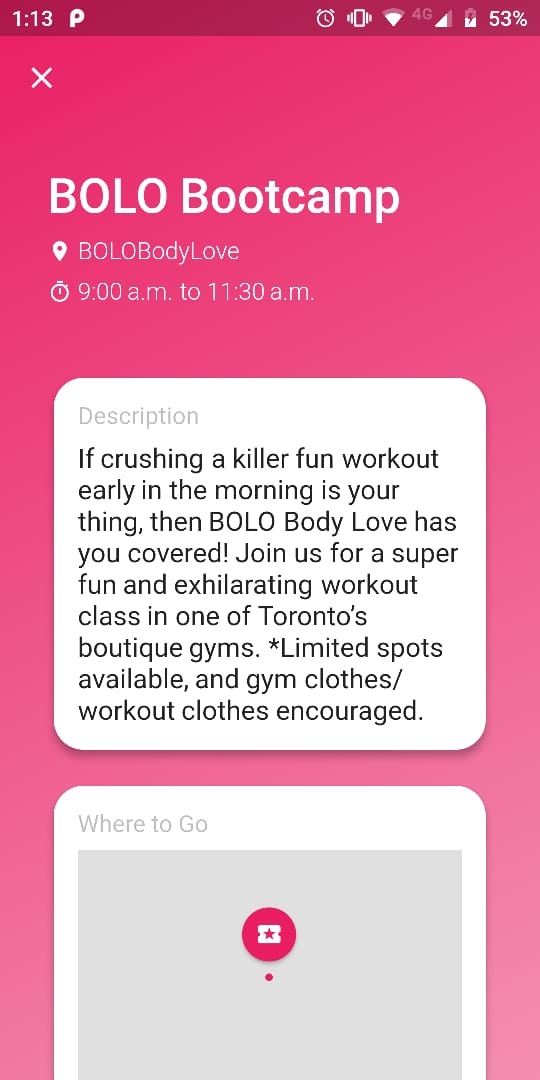 1:13
4G
53%
BOLO Bootcamp
BOLOBodyLove
9:00 a.m. to 11:30 a.m.
Description
If crushing a killer fun workout
early in the morning is your
thing, then BOLO Body Love has
you covered! Join us for a super
fun and exhilarating workout
class in one of Toronto’s
boutique gyms. *Limited spots
available, and gym clothes/
workout clothes encouraged.
Where to Go